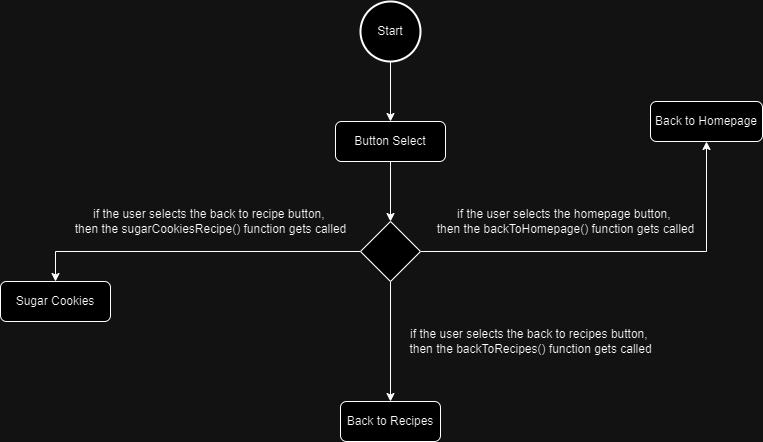 Start
Button Select
Back to Homepage
if the user selects the back to recipe button,
then the sugarCookiesRecipe() function gets called
if the user selects the homepage button,
then the backToHomepage() function gets called
Sugar Cookies
if the user selects the back to recipes button,
then the backToRecipes() function gets called
Back to Recipes